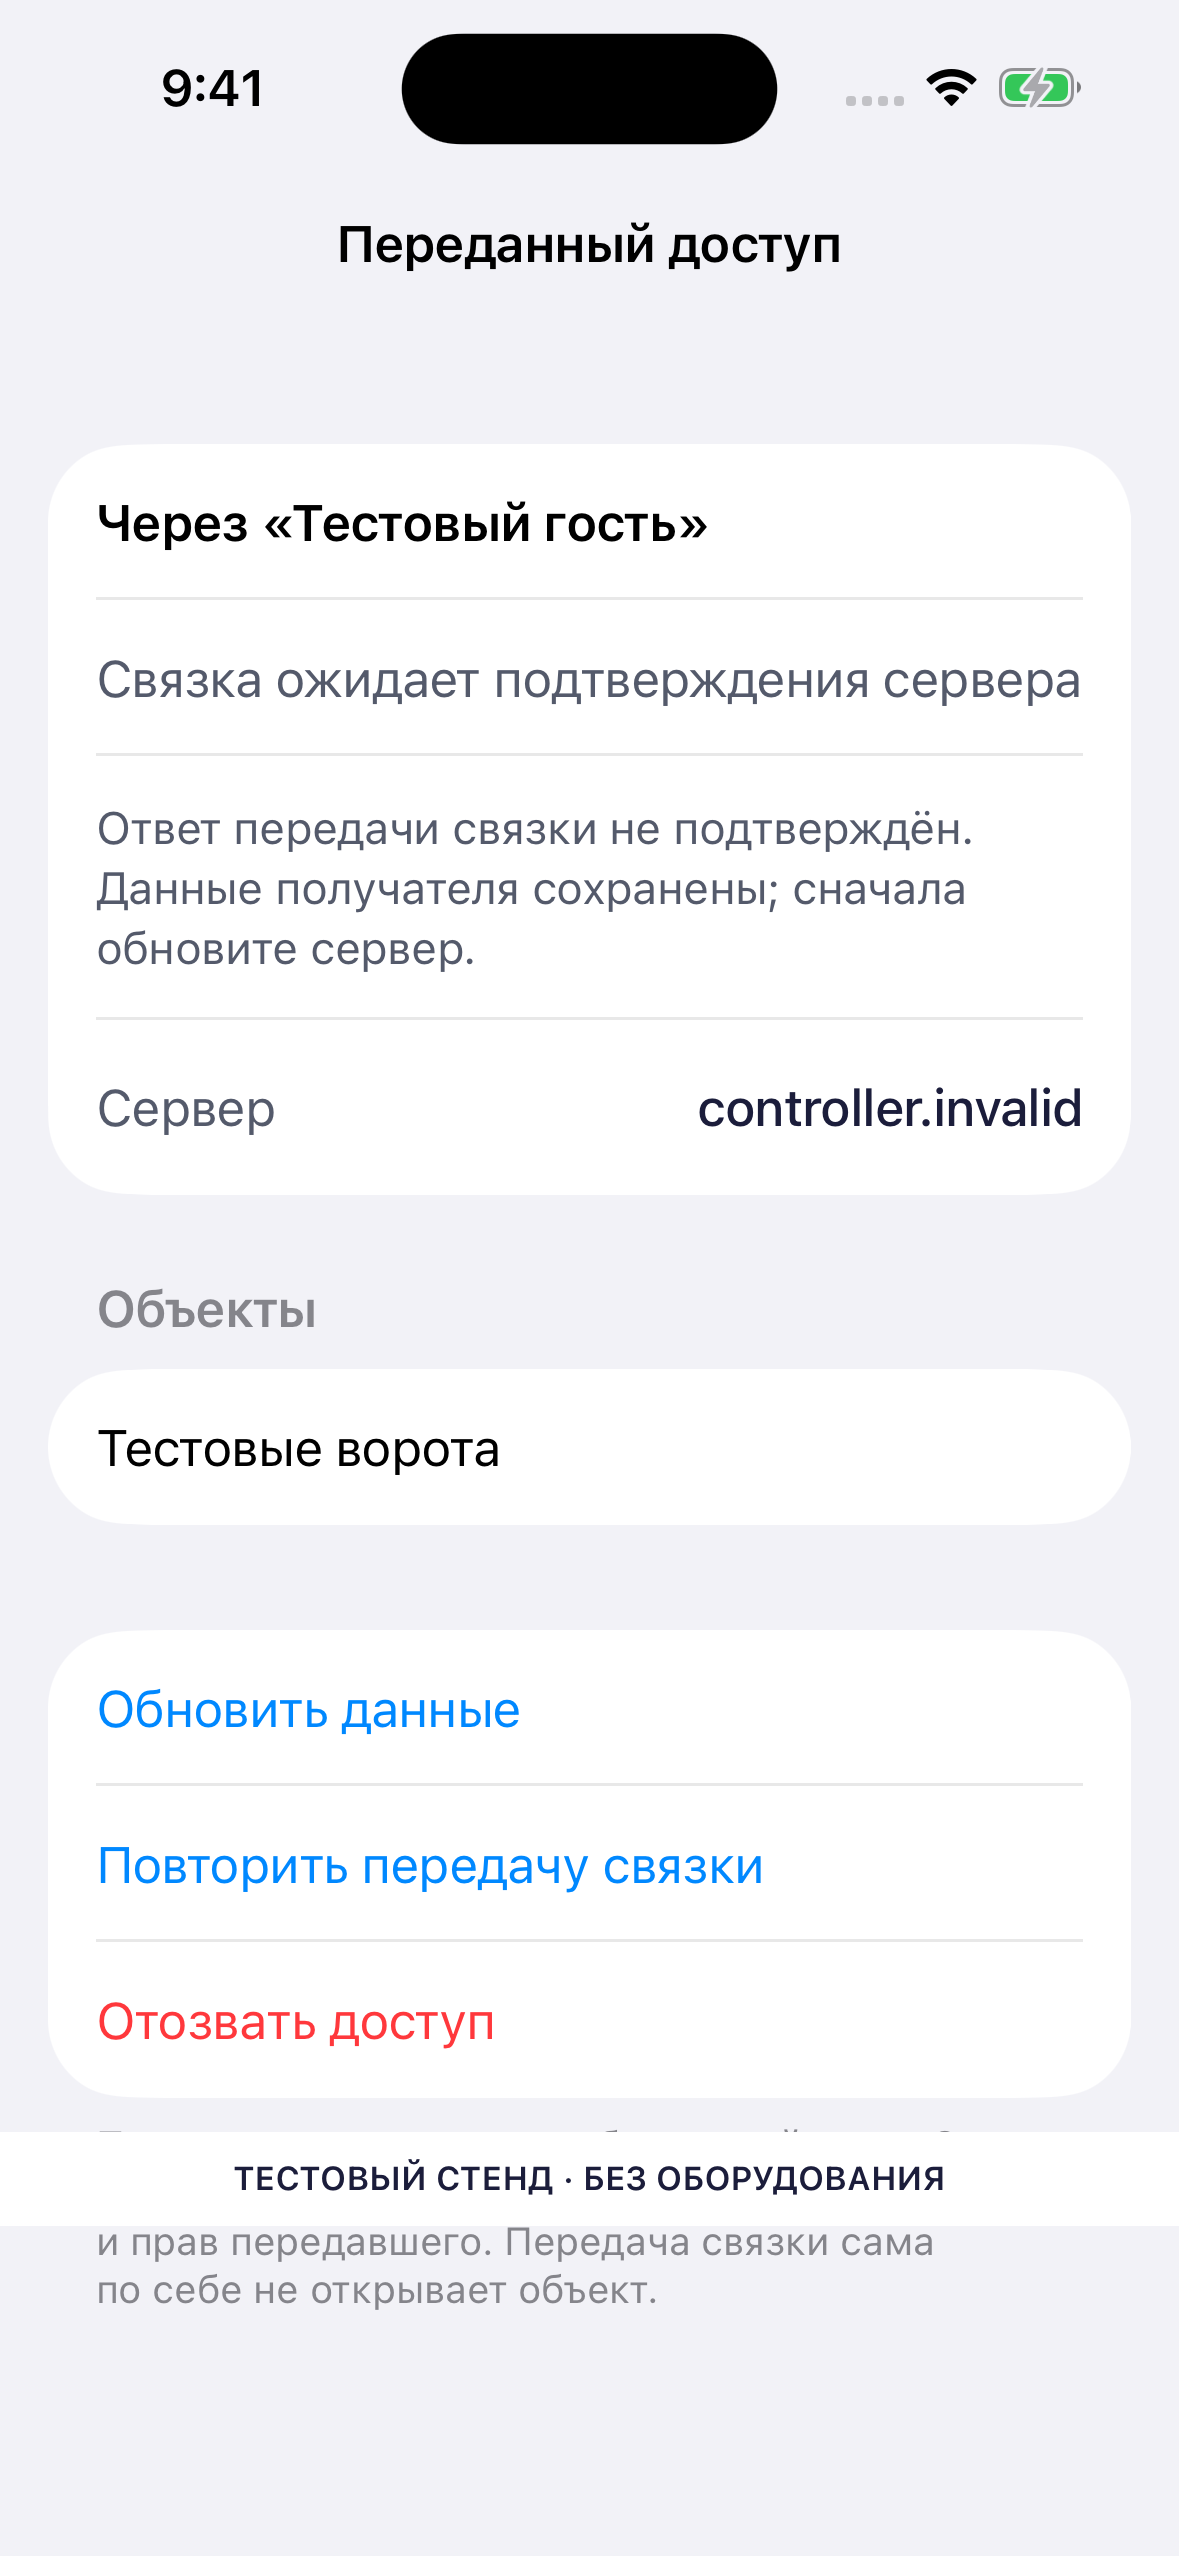 9:41
Переданный доступ
Через «Тестовый гость»
Связка ожидает подтверждения сервера
Ответ передачи связки не подтверждён.
Данные получателя сохранены; сначала
обновите сервер.
Сервер controller.invalid
Объекты
Тестовые ворота
Обновить данные
Повторить передачу связки
Отозвать доступ
ТЕСТОВЫЙ СТЕНД · БЕЗ ОБОРУДОВАНИЯ
и прав передавшего. Передача связки сама
по себе не открывает объект.